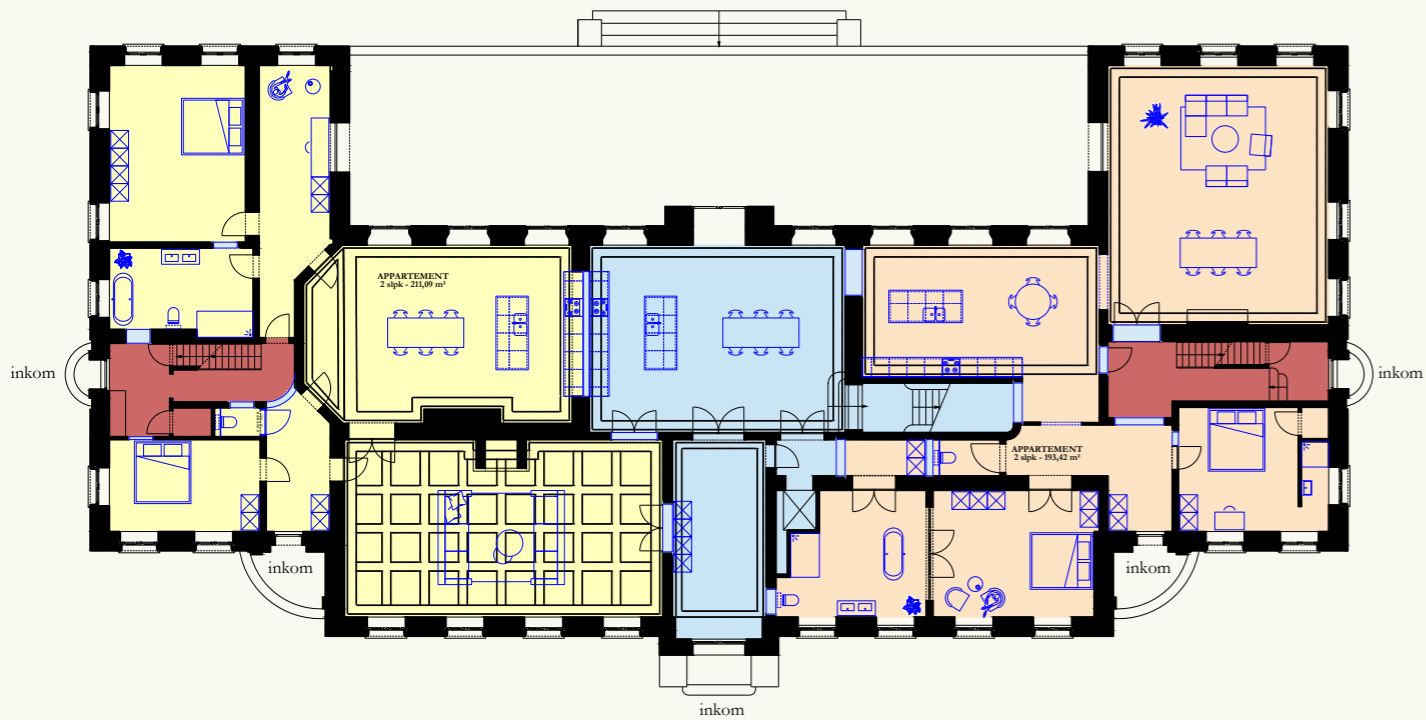 APPARTEMENT
2 slpk - 211,09 m²
inkom
inkom
APPARTEMENT
2 slpk - 193,42 m²
inkom
inkom
inkom